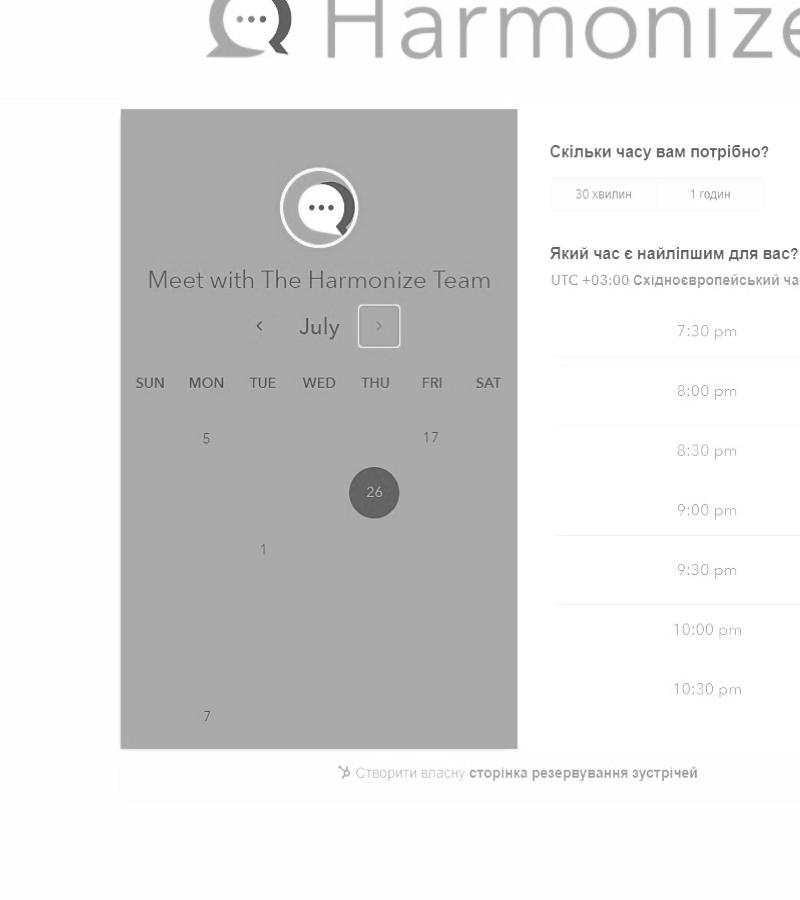 Harmonize
Meet with The Harmonize Team
July
SUN MON TUE WED THU FRI SAT
5 17
26
1
7
Скільки часу вам потрібно?
30 хвилин 1 годин
Який час є найліпшим для вас?
UTC +03:00 Східноєвропейський ча
7:30 pm
8:00 pm
8:30 pm
9:00 pm
9:30 pm
10:00 pm
10:30 pm
Створити власну сторінка резервування зустрічей